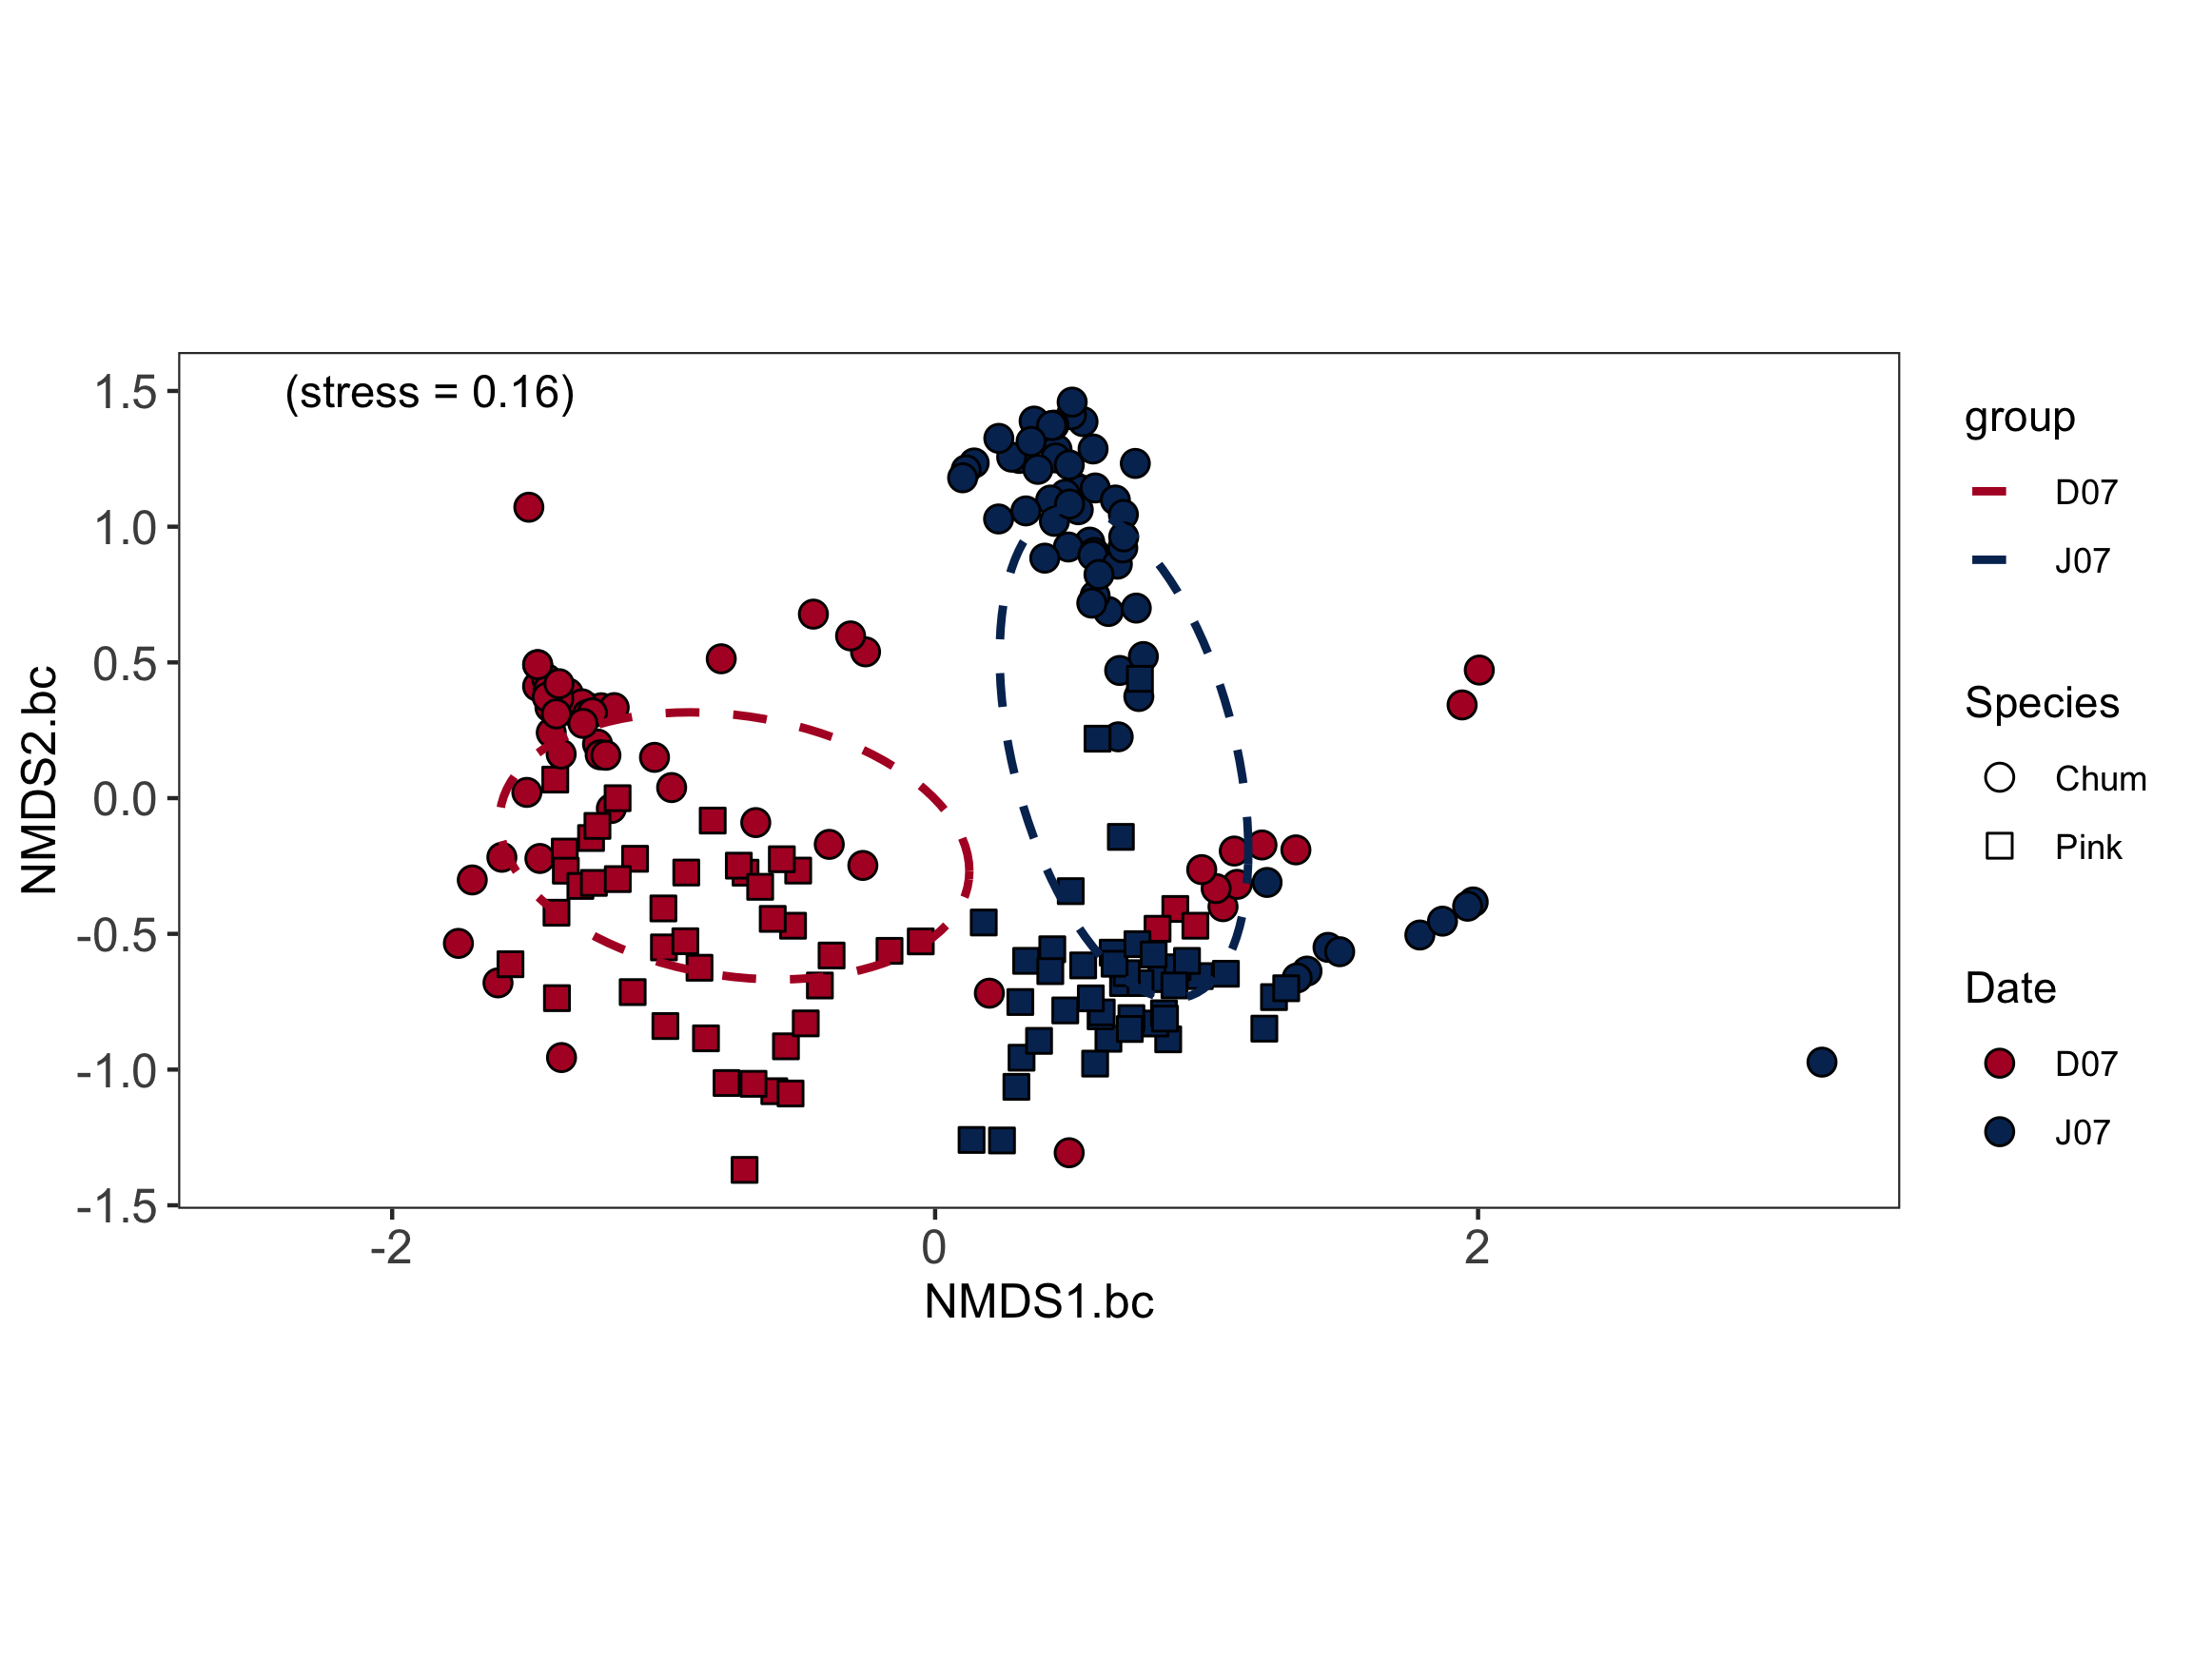 (stress = 0.16)
1.5
1.0
0.5
0.0
-0.5
-1.0
-1.5
NMDS2.bc
-2
0
2
NMDS1.bc
group
D07
J07
Species
Chum
Pink
Date
D07
J07